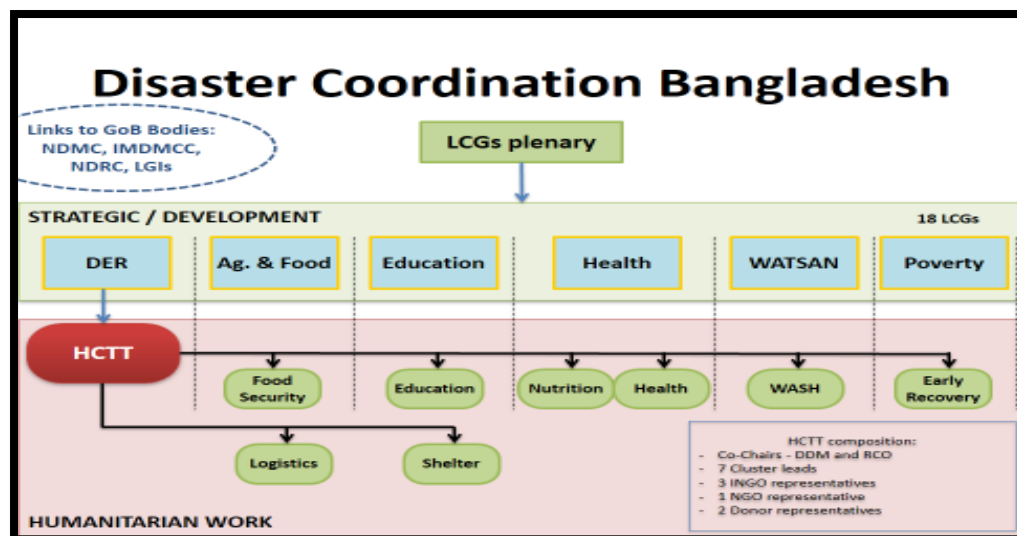 Disaster Coordination Bangladesh
Links to GoB Bodies:
NDMC, IMDMCC,
NDRC, LGIs
LCGs plenary
STRATEGIC / DEVELOPMENT
18 LCGs
DER
Ag. & Food
Education
Health
WATSAN
Poverty
HCTT
Food
Security
Education
Nutrition
Health
WASH
Early
Recovery
Logistics
Shelter
HCTT composition:
- Co-Chairs - DDM and RCO
- 7 Cluster leads
- 3 INGO representatives
- 1 NGO representative
- 2 Donor representatives
HUMANITARIAN WORK